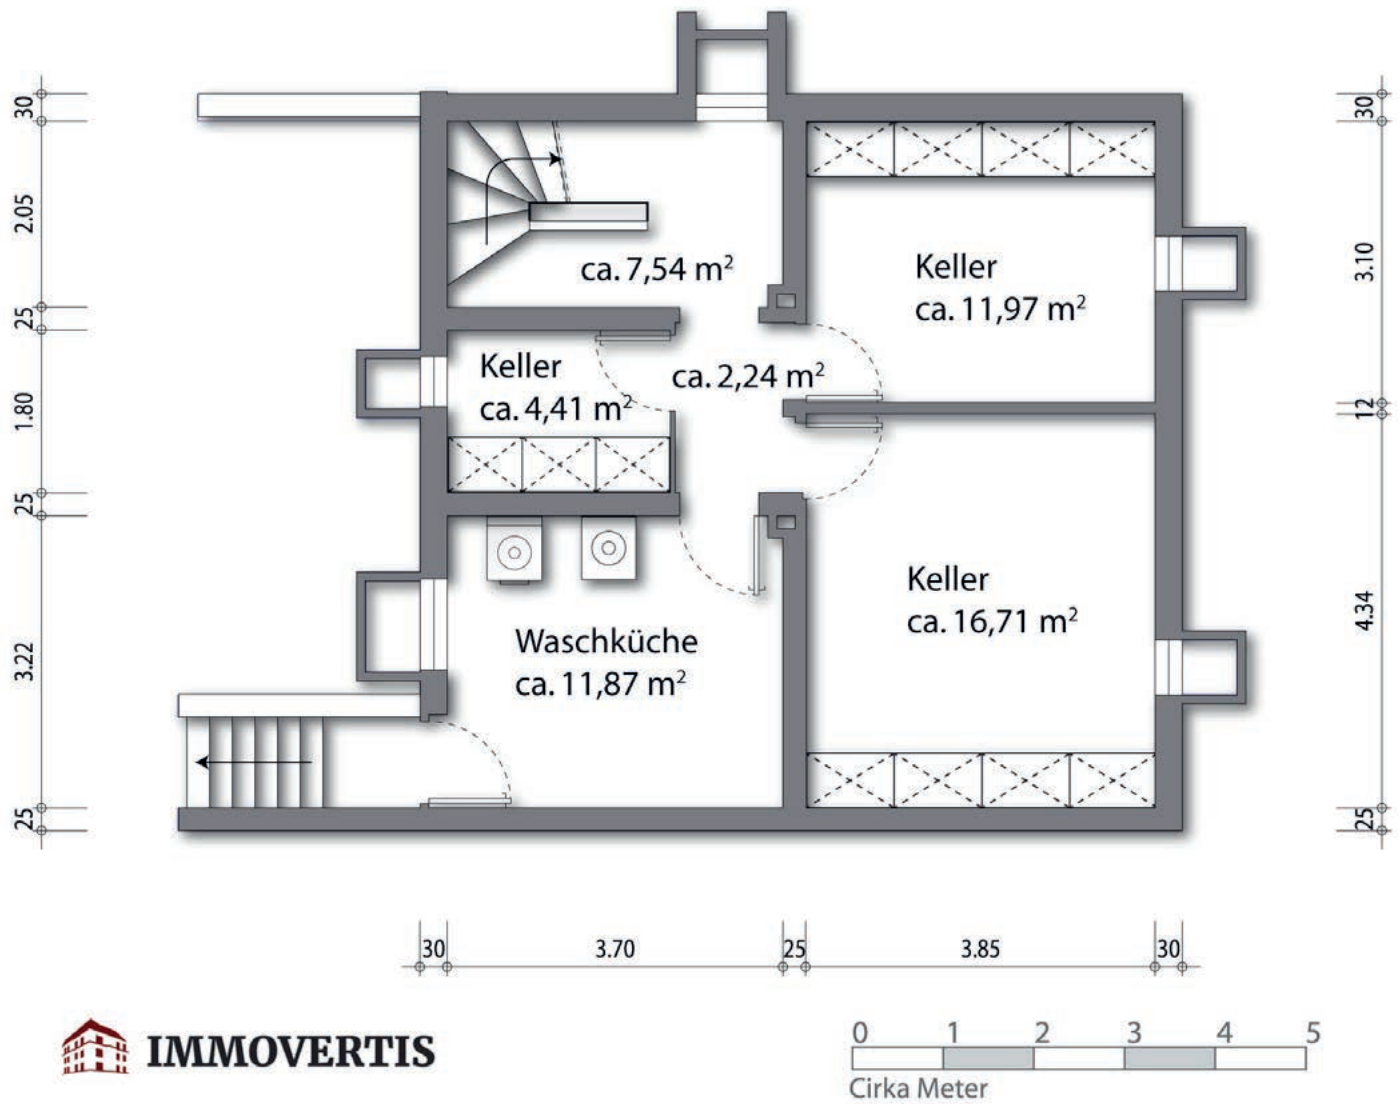 30
2.05
25
1.80
25
3.22
25
ca. 7,54 m²
Keller
ca. 11,97 m²
Keller
ca. 4,41 m²
ca. 2,24 m²
Waschküche
ca. 11,87 m²
Keller
ca. 16,71 m²
30
3.10
12
4.34
25
30 3.70 25 3.85 30
IMMOVERTIS
0 1 2 3 4 5
Cirka Meter